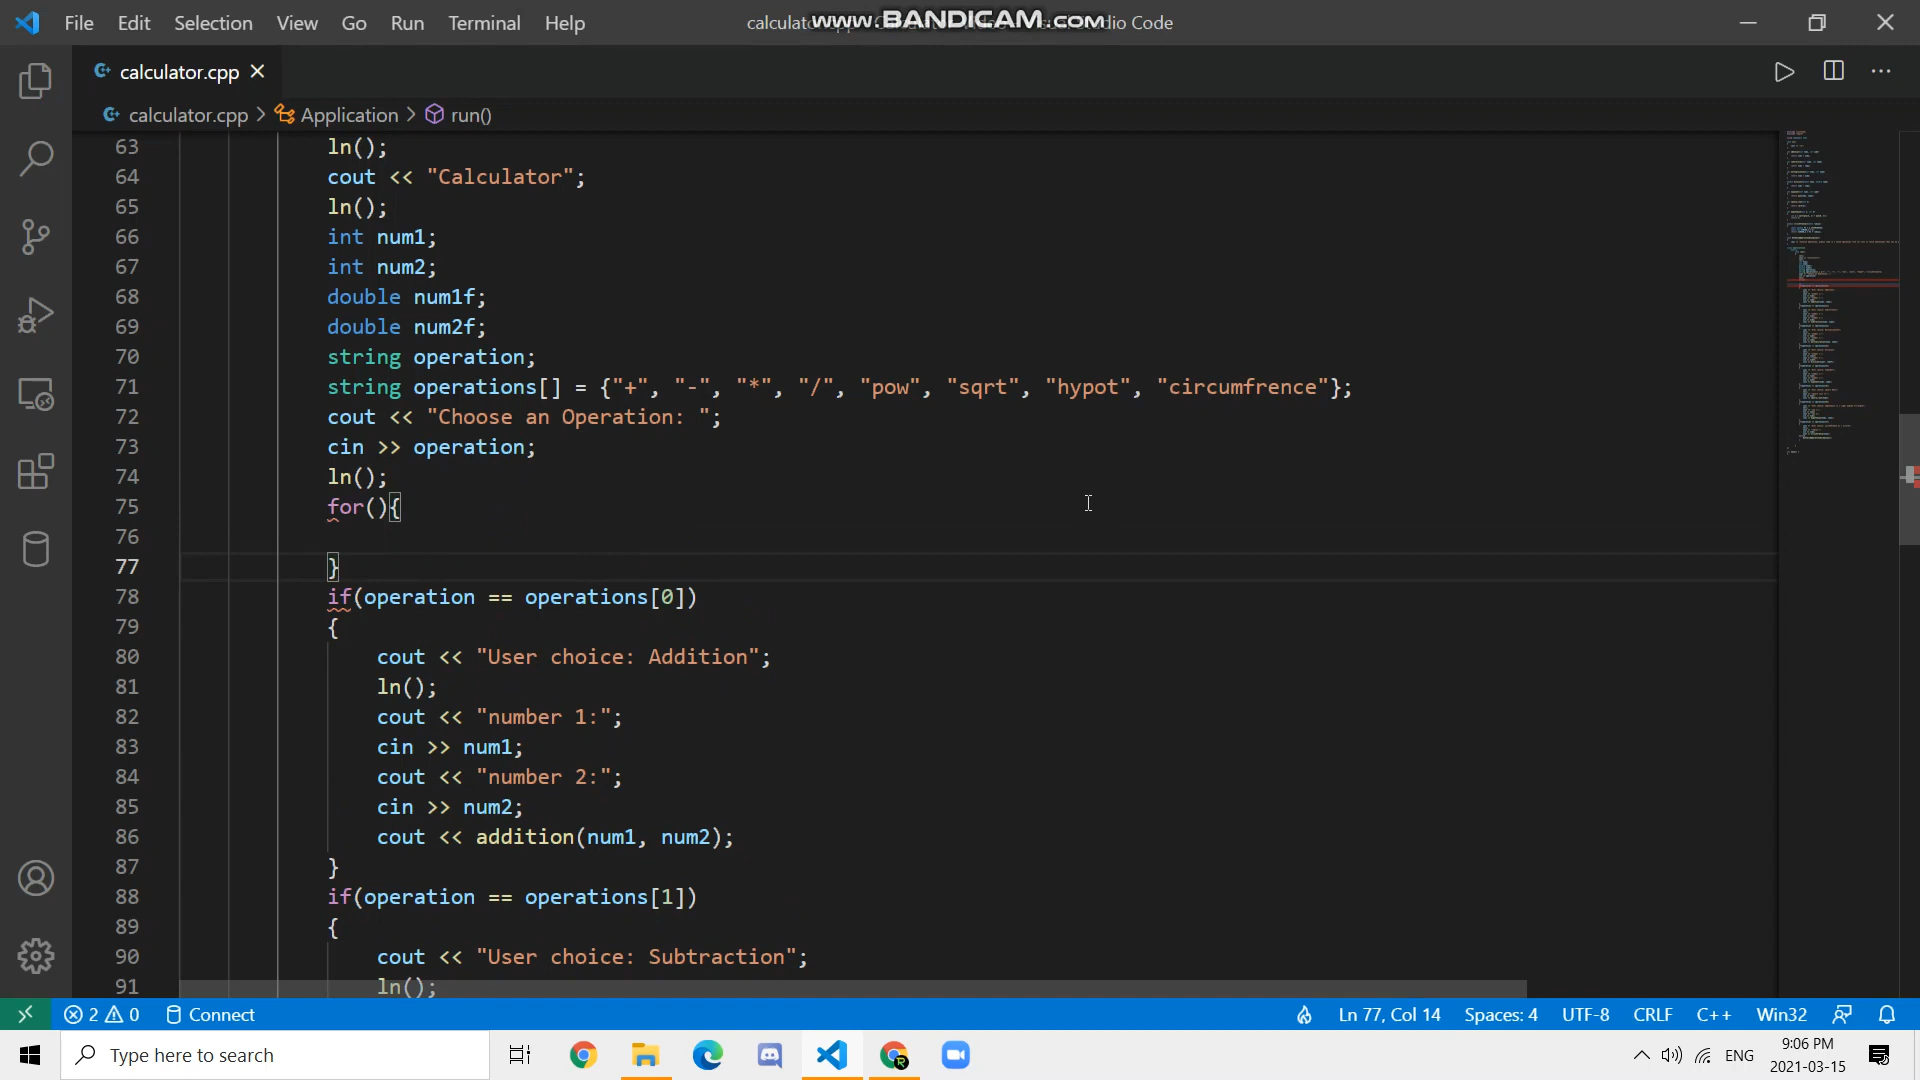 File Edit Selection View Go Run Terminal Help
www.BANDICAM.com
Code
calculator.cpp
calculator.cpp > Application > run()
63 ln();
64 cout << "Calculator";
65 ln();
66 int num1;
67 int num2;
68 double num1f;
69 double num2f;
70 string operation;
71 string operations[] = {"+", "-", "*", "/", "pow", "sqrt", "hypot", "circumfrence"};
72 cout << "Choose an Operation: ";
73 cin >> operation;
74 ln();
75 for(){
76
77 }
78 if(operation == operations[0])
79 {
80 cout << "User choice: Addition";
81 ln();
82 cout << "number 1:";
83 cin >> num1;
84 cout << "number 2:";
85 cin >> num2;
86 cout << addition(num1, num2);
87 }
88 if(operation == operations[1])
89 {
90 cout << "User choice: Subtraction";
91 ln();
2 0 Connect Ln 77, Col 14 Spaces: 4 UTF-8 CRLF C++ Win32
Type here to search
ENG
9:06 PM
2021-03-15